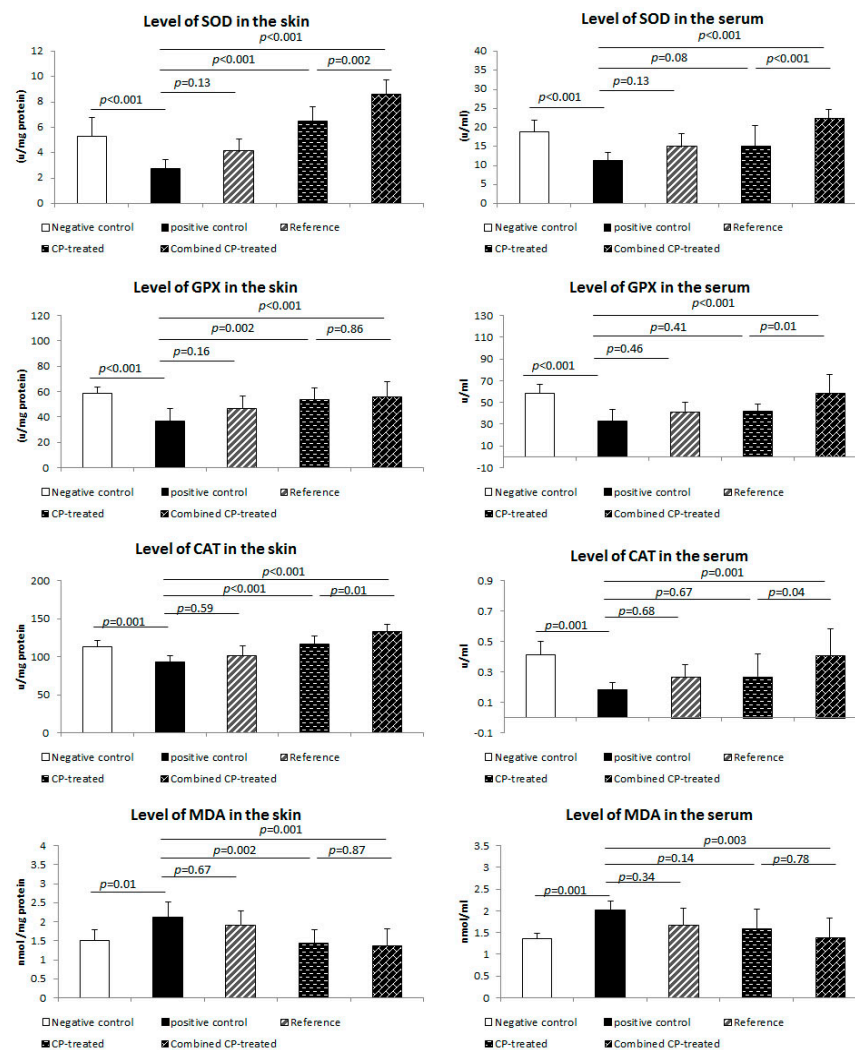 Level of SOD in the skin
p<0.001
p<0.001
p=0.002
p=0.13
p<0.001
(u/mg protein)
12
10
8
6
4
2
0
Negative control positive control Reference
CP-treated Combined CP-treated
Level of SOD in the serum
p<0.001
p=0.08
p<0.001
p=0.13
p<0.001
(u/ml)
40
35
30
25
20
15
10
5
0
Negative control positive control Reference
CP-treated Combined CP-treated
Level of GPX in the skin
p<0.001
p=0.002
p=0.86
p=0.16
p<0.001
(u/mg protein)
120
100
80
60
40
20
0
Negative control positive control Reference
CP-treated Combined CP-treated
Level of GPX in the serum
p<0.001
p=0.41
p=0.01
p=0.46
p<0.001
u/ml
130
110
90
70
50
30
10
-10
Negative control positive control Reference
CP-treated Combined CP-treated
Level of CAT in the skin
p<0.001
p<0.001
p=0.01
p=0.59
p=0.001
u/mg protein
200
150
100
50
0
Negative control positive control Reference
CP-treated Combined CP-treated
Level of CAT in the serum
p=0.001
p=0.67
p=0.04
p=0.68
p=0.001
u/ml
0.9
0.7
0.5
0.3
0.1
-0.1
Negative control positive control Reference
CP-treated Combined CP-treated
Level of MDA in the skin
p=0.001
p=0.002
p=0.87
p=0.67
p=0.01
nmol /mg protein
4
3.5
3
2.5
2
1.5
1
0.5
0
Negative control positive control Reference
CP-treated Combined CP-treated
Level of MDA in the serum
p=0.003
p=0.14
p=0.78
p=0.34
p=0.001
nmol/ml
3.5
3
2.5
2
1.5
1
0.5
0
Negative control positive control Reference
CP-treated Combined CP-treated